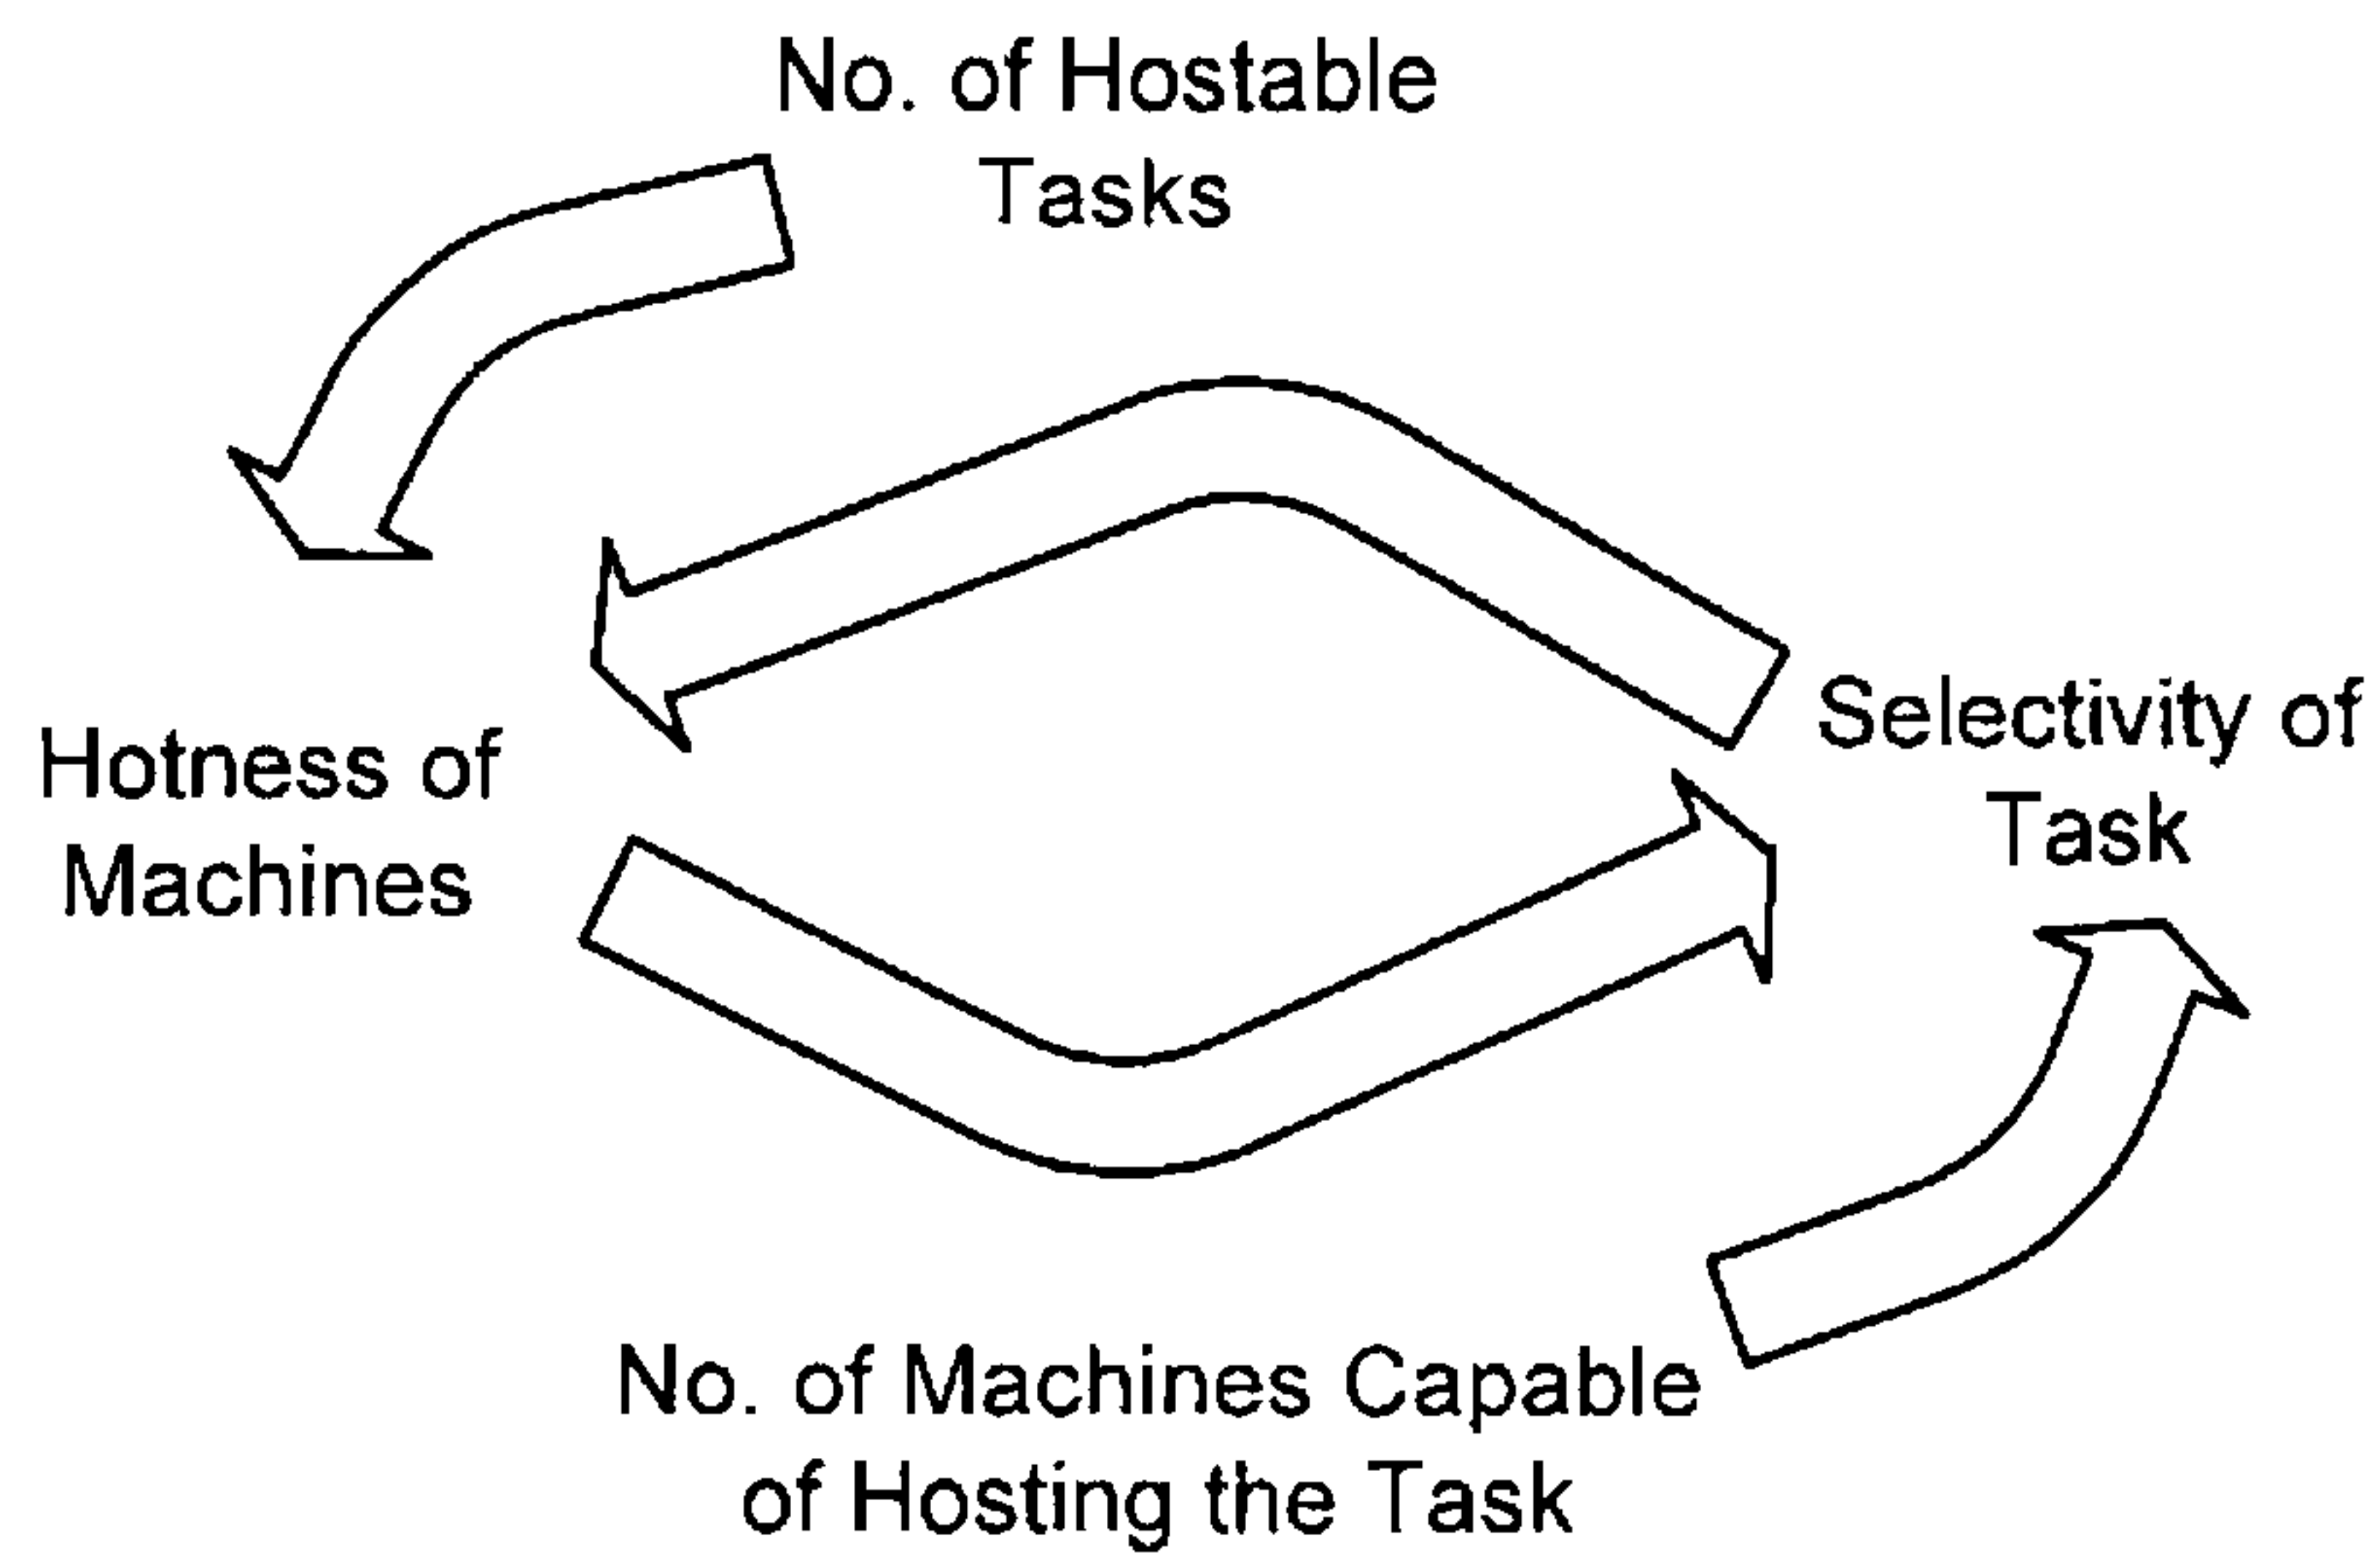 No. of Hostable
Tasks
Hotness of
Machines
Selectivity of
Task
No. of Machines Capable
of Hosting the Task